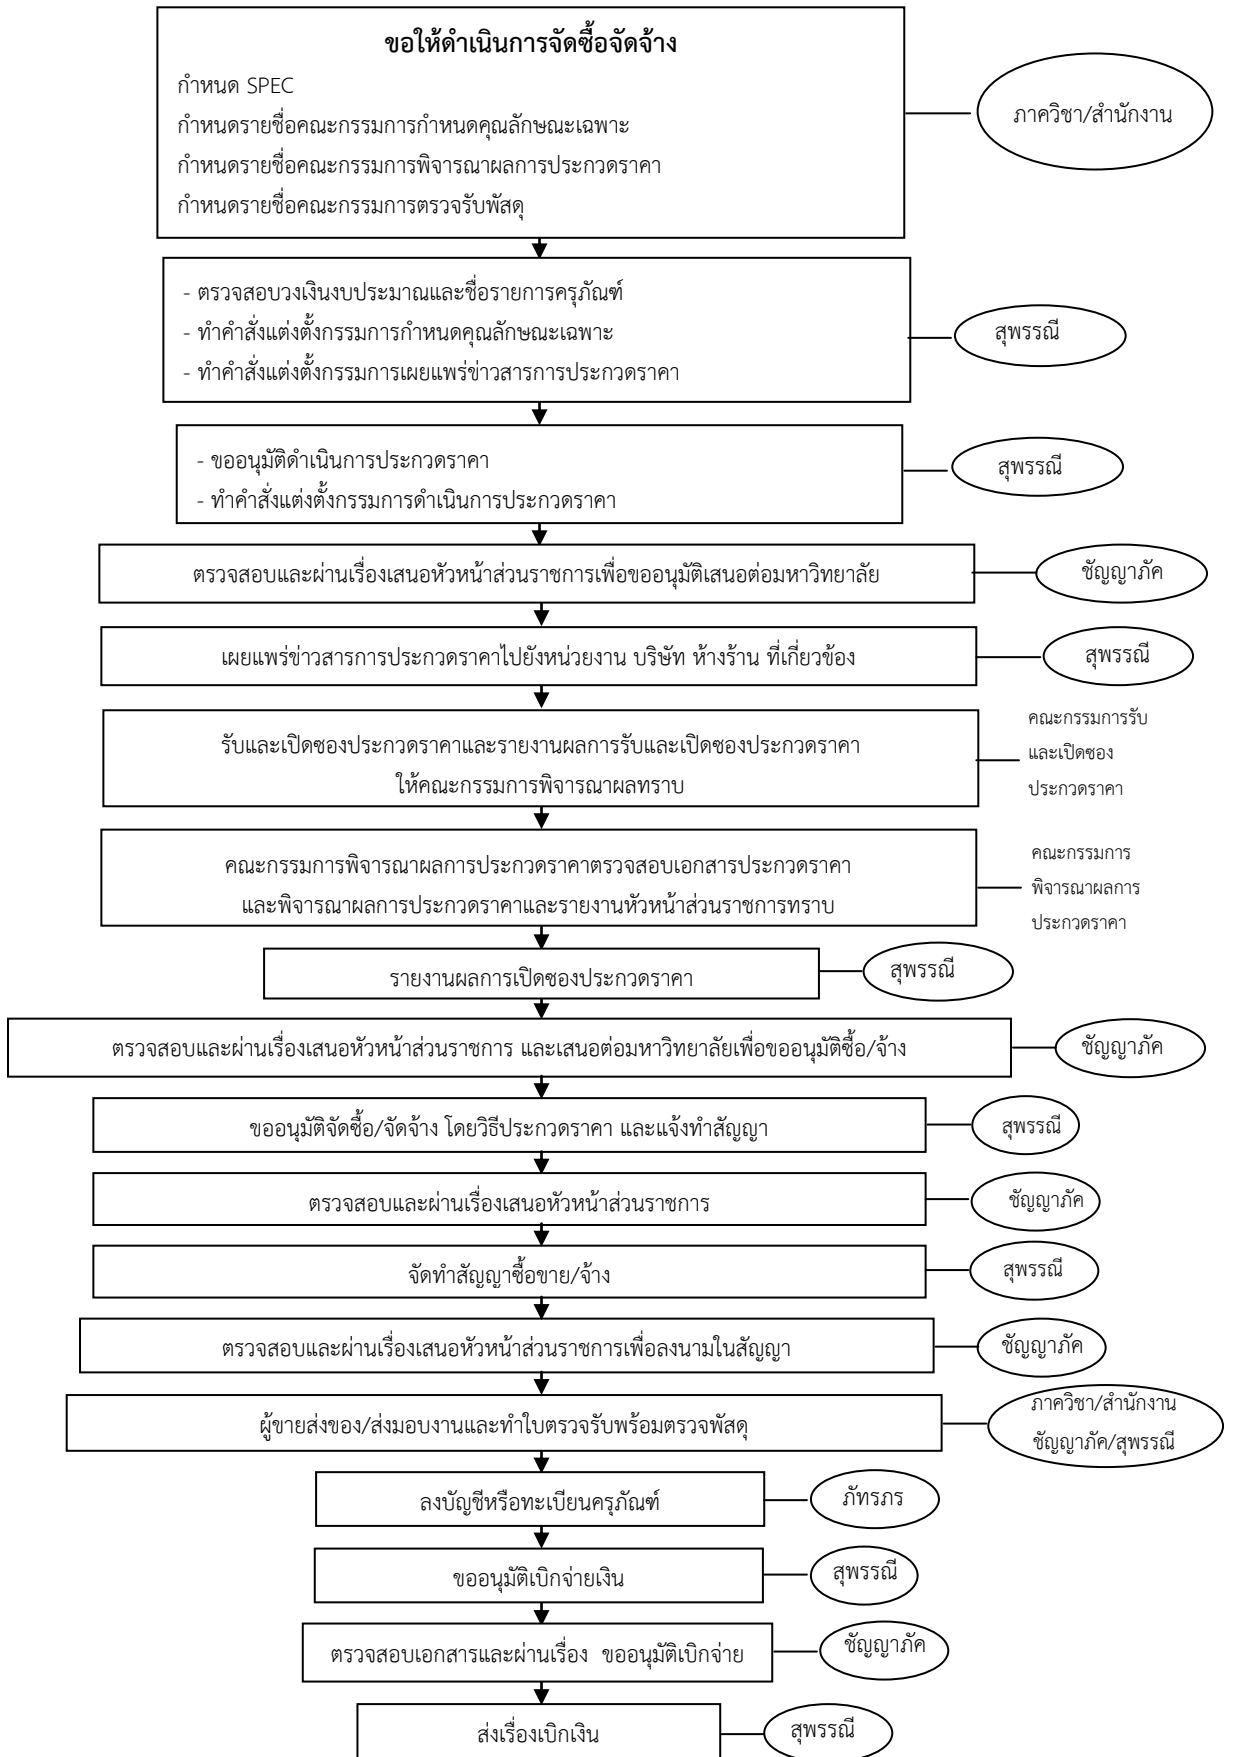 ขอให้ดำเนินการจัดซื้อจัดจ้าง
กำหนด SPEC
กำหนดรายชื่อคณะกรรมการกำหนดคุณลักษณะเฉพาะ
กำหนดรายชื่อคณะกรรมการพิจารณาผลการประกวดราคา
กำหนดรายชื่อคณะกรรมการตรวจรับพัสดุ
ภาควิชา/สำนักงาน
- ตรวจสอบวงเงินงบประมาณและชื่อรายการครุภัณฑ์
- ทำคำสั่งแต่งตั้งกรรมการกำหนดคุณลักษณะเฉพาะ
- ทำคำสั่งแต่งตั้งกรรมการเผยแพร่ข่าวสารการประกวดราคา
สุพรรณี
- ขออนุมัติดำเนินการประกวดราคา
- ทำคำสั่งแต่งตั้งกรรมการดำเนินการประกวดราคา
สุพรรณี
ตรวจสอบและผ่านเรื่องเสนอหัวหน้าส่วนราชการเพื่อขออนุมัติเสนอต่อมหาวิทยาลัย
ชัญญาภัค
เผยแพร่ข่าวสารการประกวดราคาไปยังหน่วยงาน บริษัท ห้างร้าน ที่เกี่ยวข้อง
สุพรรณี
รับและเปิดซองประกวดราคาและรายงานผลการรับและเปิดซองประกวดราคา
ให้คณะกรรมการพิจารณาผลทราบ
คณะกรรมการรับ
และเปิดซอง
ประกวดราคา
คณะกรรมการพิจารณาผลการประกวดราคาตรวจสอบเอกสารประกวดราคา
และพิจารณาผลการประกวดราคาและรายงานหัวหน้าส่วนราชการทราบ
คณะกรรมการ
พิจารณาผลการ
ประกวดราคา
รายงานผลการเปิดซองประกวดราคา
สุพรรณี
ตรวจสอบและผ่านเรื่องเสนอหัวหน้าส่วนราชการ และเสนอต่อมหาวิทยาลัยเพื่อขออนุมัติซื้อ/จ้าง
ชัญญาภัค
ขออนุมัติจัดซื้อ/จัดจ้าง โดยวิธีประกวดราคา และแจ้งทำสัญญา
สุพรรณี
ตรวจสอบและผ่านเรื่องเสนอหัวหน้าส่วนราชการ
ชัญญาภัค
จัดทำสัญญาซื้อขาย/จ้าง
สุพรรณี
ตรวจสอบและผ่านเรื่องเสนอหัวหน้าส่วนราชการเพื่อลงนามในสัญญา
ชัญญาภัค
ผู้ขายส่งของ/ส่งมอบงานและทำใบตรวจรับพร้อมตรวจพัสดุ
ภาควิชา/สำนักงาน
ชัญญาภัค/สุพรรณี
ลงบัญชีหรือทะเบียนครุภัณฑ์
ภัทรภร
ขออนุมัติเบิกจ่ายเงิน
สุพรรณี
ตรวจสอบเอกสารและผ่านเรื่อง ขออนุมัติเบิกจ่าย
ชัญญาภัค
ส่งเรื่องเบิกเงิน
สุพรรณี